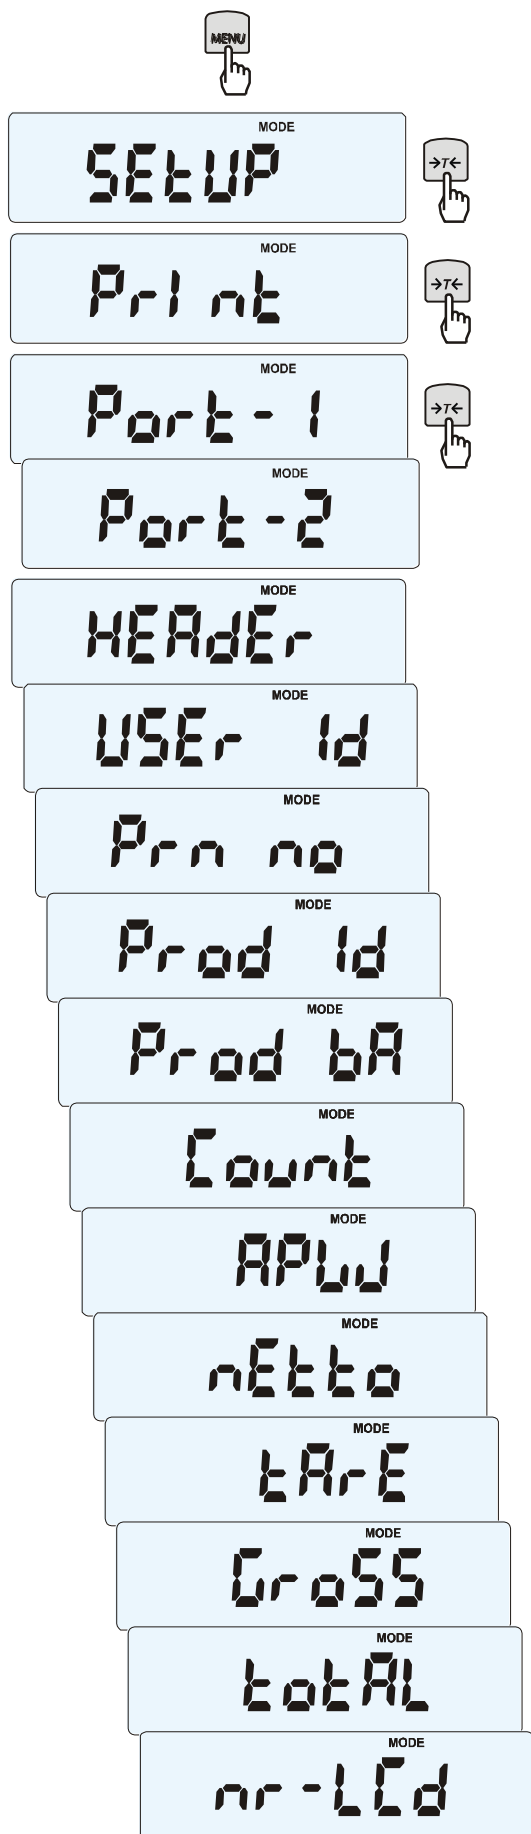 MENU
MODE
SEtUP
→T←
MODE
PrI nt
→T←
MODE
Port-1
→T←
MODE
Port-2
MODE
HEAdEr
MODE
USEr Id
MODE
Prn no
MODE
Prod Id
MODE
Prod bA
MODE
Count
MODE
APW
MODE
nEtto
MODE
tArE
MODE
GroSS
MODE
totAL
MODE
nr-LCd